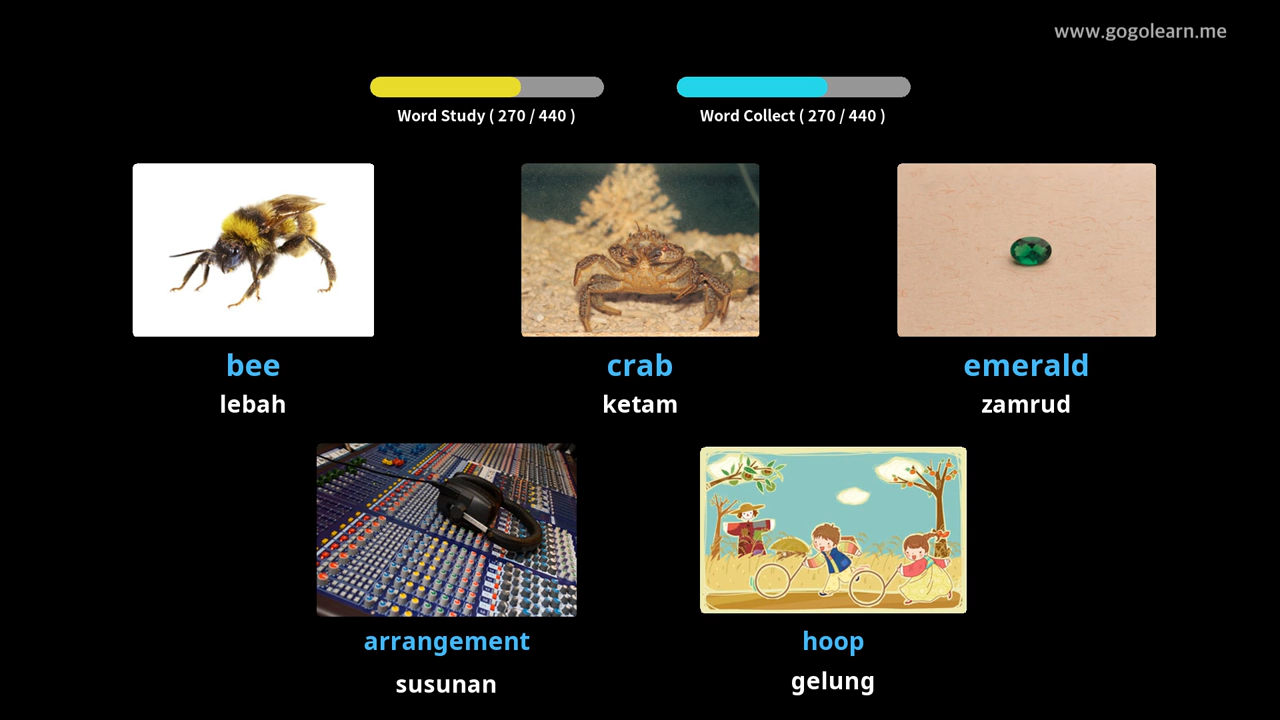 www.gogolearn.me
Word Study ( 270 / 440 )
Word Collect ( 270 / 440 )
bee
lebah
crab
ketam
emerald
zamrud
arrangement
susunan
hoop
gelung